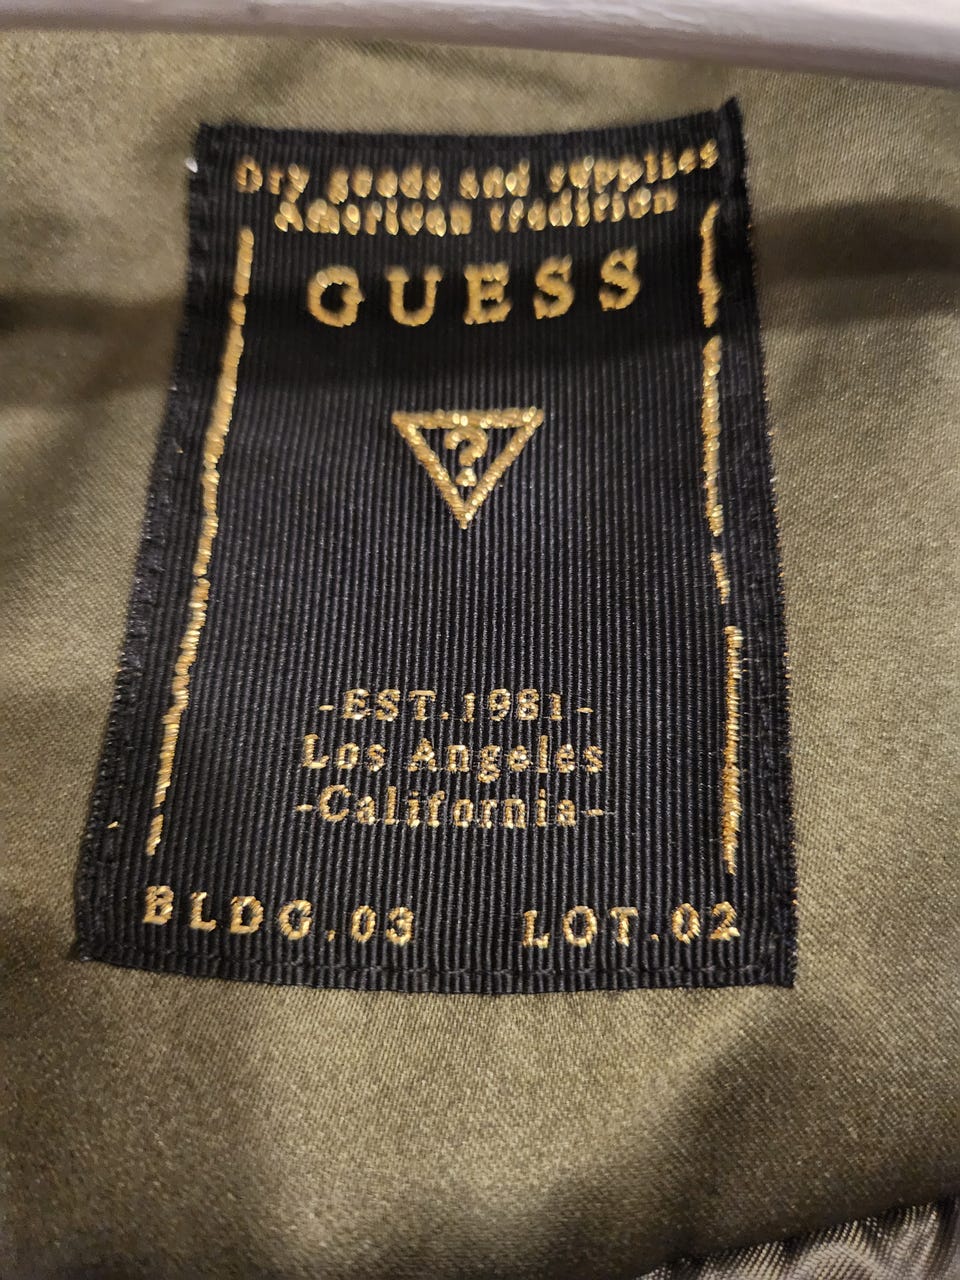 Dry goods and supplies
American tradition
GUESS
?
-EST.1981-
Los Angeles
-California-
BLDG.03 LOT.02